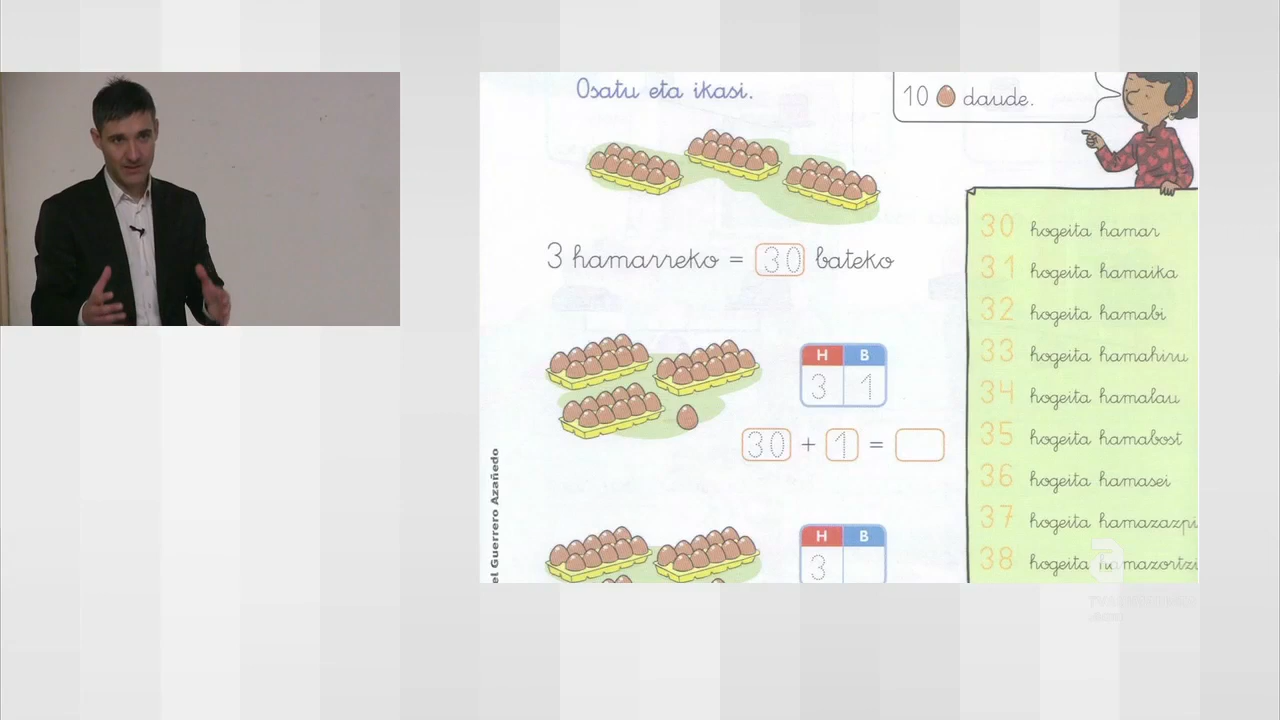 Osatu eta ikasi.
10 daude.
3 hamarreko = 30 bateko
H B
3 1
30 + 1 =
H B
3
30 hogeita hamar
31 hogeita hamaika
32 hogeita hamabi
33 hogeita hamahiru
34 hogeita hamalau
35 hogeita hamabost
36 hogeita hamasei
37 hogeita hamazazpi
38 hogeita hamazortzi
el Guerrero Azañedo